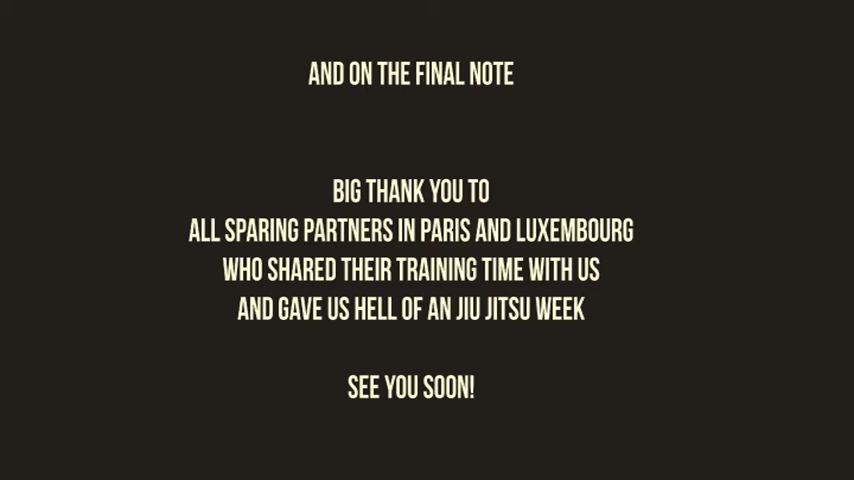 AND ON THE FINAL NOTE
BIG THANK YOU TO
ALL SPARING PARTNERS IN PARIS AND LUXEMBOURG
WHO SHARED THEIR TRAINING TIME WITH US
AND GAVE US HELL OF AN JIU JITSU WEEK
SEE YOU SOON!